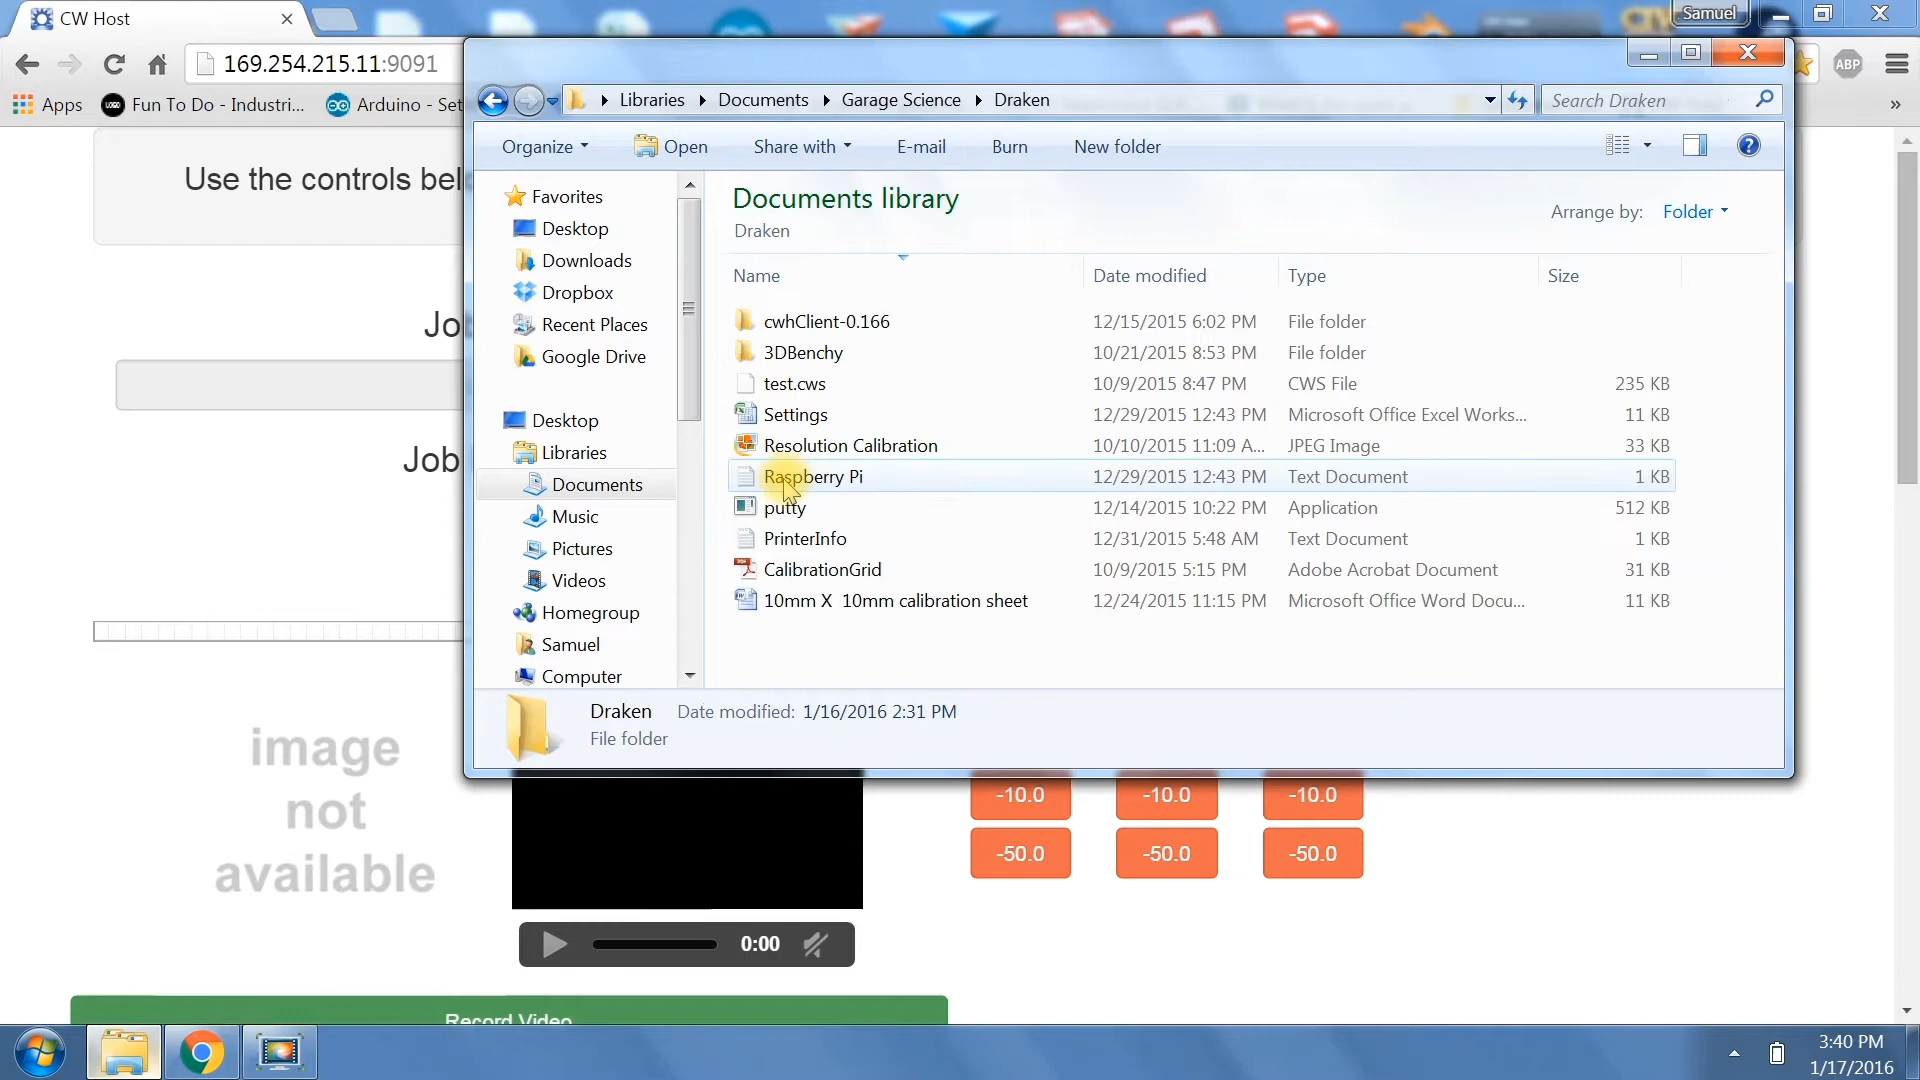 CW Host
Samuel
169.254.215.11:9091
ABP
Apps
Fun To Do - Industri...
Arduino - Set
»
Libraries
Documents
Garage Science
Draken
Search Draken
Organize
Open
Share with
E-mail
Burn
New folder
Use the controls bel
Job
Job
Favorites
Desktop
Downloads
Dropbox
Recent Places
Google Drive
Desktop
Libraries
Documents
Music
Pictures
Videos
Homegroup
Samuel
Computer
Documents library
Draken
Arrange by: Folder
Name Date modified Type Size
cwhClient-0.166 12/15/2015 6:02 PM File folder
3DBenchy 10/21/2015 8:53 PM File folder
test.cws 10/9/2015 8:47 PM CWS File 235 KB
Settings 12/29/2015 12:43 PM Microsoft Office Excel Works... 11 KB
Resolution Calibration 10/10/2015 11:09 A... JPEG Image 33 KB
Raspberry Pi 12/29/2015 12:43 PM Text Document 1 KB
putty 12/14/2015 10:22 PM Application 512 KB
PrinterInfo 12/31/2015 5:48 AM Text Document 1 KB
CalibrationGrid 10/9/2015 5:15 PM Adobe Acrobat Document 31 KB
10mm X 10mm calibration sheet 12/24/2015 11:15 PM Microsoft Office Word Docu... 11 KB
Draken Date modified: 1/16/2016 2:31 PM
File folder
image
not
available
-10.0 -10.0 -10.0
-50.0 -50.0 -50.0
0:00
Record Video
3:40 PM
1/17/2016